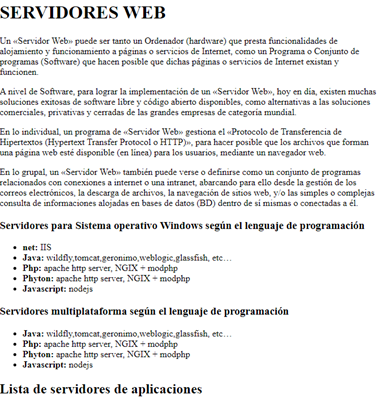 SERVIDORES WEB
Un «Servidor Web» puede ser tanto un Ordenador (hardware) que presta funcionalidades de
alojamiento y funcionamiento a páginas o servicios de Internet, como un Programa o Conjunto de
programas (Software) que hacen posible que dichas páginas o servicios de Internet existan y
funcionen.
A nivel de Software, para lograr la implementación de un «Servidor Web», hoy en día, existen muchas
soluciones exitosas de software libre y código abierto disponibles, como alternativas a las soluciones
comerciales, privativas y cerradas de las grandes empresas de categoría mundial.
En lo individual, un programa de «Servidor Web» gestiona el «Protocolo de Transferencia de
Hipertextos (Hypertext Transfer Protocol o HTTP)», para hacer posible que los archivos que forman
una página web esté disponible (en línea) para los usuarios, mediante un navegador web.
En lo grupal, un «Servidor Web» también puede verse o definirse como un conjunto de programas
relacionados con conexiones a internet o una intranet, abarcando para ello desde la gestión de los
correos electrónicos, la descarga de archivos, la navegación de sitios web, y/o las simples o complejas
consulta de informaciones alojadas en bases de datos (BD) dentro de sí mismas o conectadas a él.
Servidores para Sistema operativo Windows según el lenguaje de programación
net: IIS
Java: wildfly,tomcat,geronimo,weblogic,glassfish, etc…
Php: apache http server, NGIX + modphp
Phyton: apache http server, NGIX + modphp
Javascript: nodejs
Servidores multiplataforma según el lenguaje de programación
Java: wildfly,tomcat,geronimo,weblogic,glassfish, etc…
Php: apache http server, NGIX + modphp
Phyton: apache http server, NGIX + modphp
Javascript: nodejs
Lista de servidores de aplicaciones